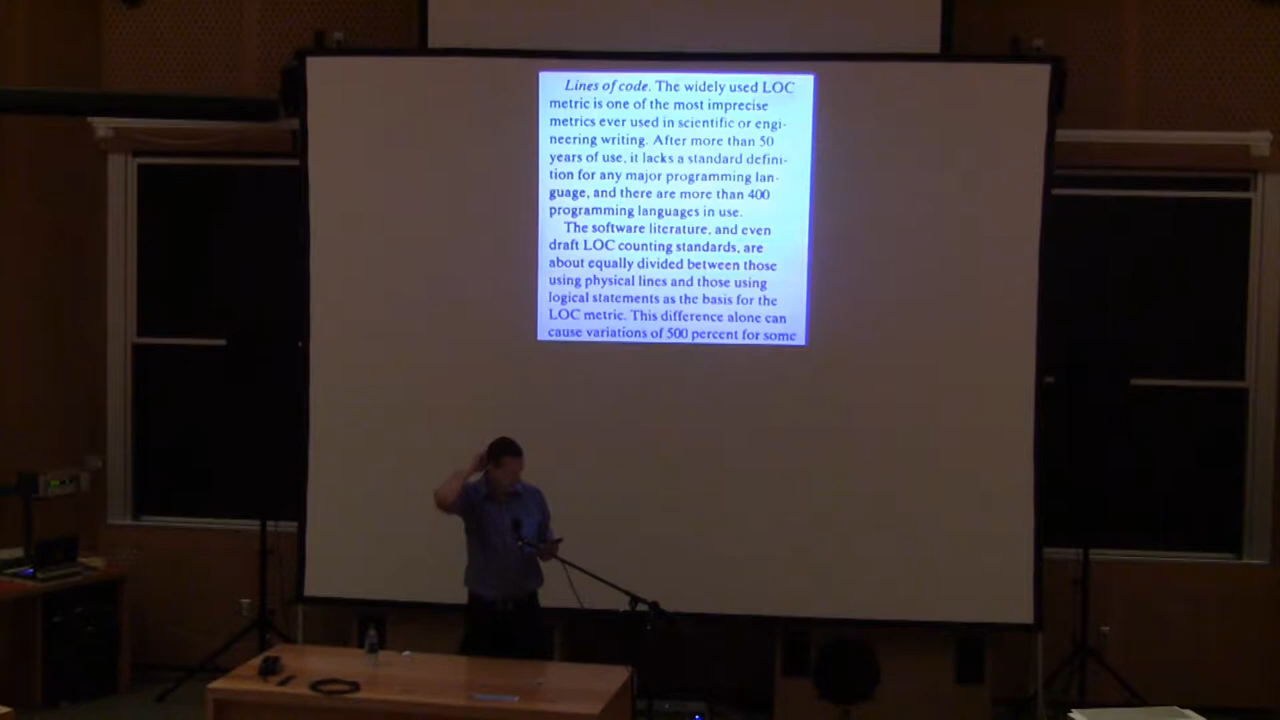 Lines of code. The widely used LOC
metric is one of the most imprecise
metrics ever used in scientific or engi-
neering writing. After more than 50
years of use, it lacks a standard defini-
tion for any major programming lan-
guage, and there are more than 400
programming languages in use.
The software literature, and even
draft LOC counting standards, are
about equally divided between those
using physical lines and those using
logical statements as the basis for the
LOC metric. This difference alone can
cause variations of 500 percent for some